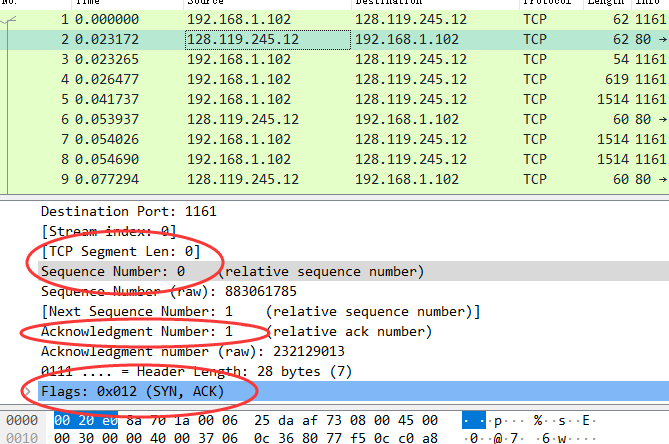 No. Time Source Destination Protocol Length Info
1 0.000000 192.168.1.102 128.119.245.12 TCP 62 1161
2 0.023172 128.119.245.12 192.168.1.102 TCP 62 80 →
3 0.023265 192.168.1.102 128.119.245.12 TCP 54 1161
4 0.026477 192.168.1.102 128.119.245.12 TCP 619 1161
5 0.041737 192.168.1.102 128.119.245.12 TCP 1514 1161
6 0.053937 128.119.245.12 192.168.1.102 TCP 60 80 →
7 0.054026 192.168.1.102 128.119.245.12 TCP 1514 1161
8 0.054690 192.168.1.102 128.119.245.12 TCP 1514 1161
9 0.077294 128.119.245.12 192.168.1.102 TCP 60 80 →
Destination Port: 1161
[Stream index: 0]
[TCP Segment Len: 0]
Sequence Number: 0 (relative sequence number)
Sequence Number (raw): 883061785
[Next Sequence Number: 1 (relative sequence number)]
Acknowledgment Number: 1 (relative ack number)
Acknowledgment number (raw): 232129013
0111 .... = Header Length: 28 bytes (7)
Flags: 0x012 (SYN, ACK)
0000 00 20 e0 8a 70 1a 00 06 25 da af 73 08 00 45 00 · ··p··· %··s··E·
0010 00 30 00 00 40 00 37 06 0c 36 80 77 f5 0c c0 a8 ·0··@·7· ·6·w····